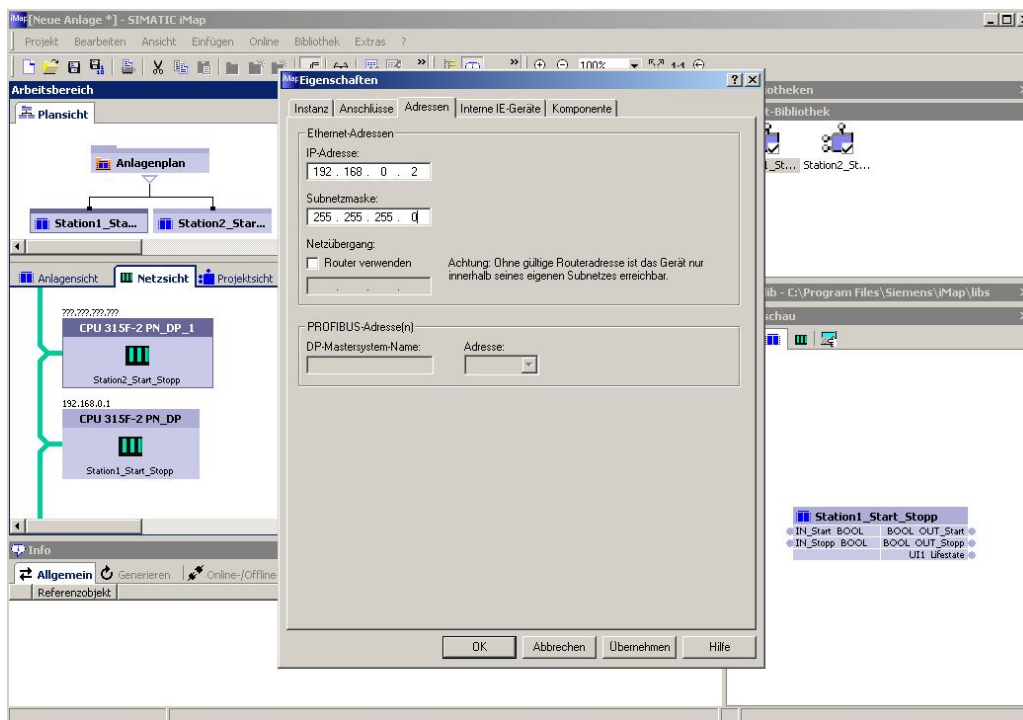 [Neue Anlage *] - SIMATIC iMap
Projekt Bearbeiten Ansicht Einfügen Online Bibliothek Extras ?
100% 1:1
Arbeitsbereich
Plansicht
Anlagenplan
Station1_Sta... Station2_Star...
Anlagensicht Netzsicht Projektsicht
???.???.???.???
CPU 315F-2 PN_DP_1
Station2_Start_Stopp
192.168.0.1
CPU 315F-2 PN_DP
Station1_Start_Stopp
Info
Allgemein Generieren Online-/Offline
Referenzobjekt
Eigenschaften
Instanz Anschlüsse Adressen Interne IE-Geräte Komponente
Ethernet-Adressen
IP-Adresse:
192 . 168 . 0 . 2
Subnetzmaske:
255 . 255 . 255 . 0
Netzübergang:
Router verwenden
Achtung: Ohne gültige Routeradresse ist das Gerät nur
innerhalb seines eigenen Subnetzes erreichbar.
PROFIBUS-Adresse(n)
DP-Mastersystem-Name: Adresse:
OK Abbrechen Übernehmen Hilfe
iotheken
t-Bibliothek
1_St... Station2_St...
lib - C:\Program Files\Siemens\iMap\libs
schau
Station1_Start_Stopp
IN_Start BOOL BOOL OUT_Start
IN_Stopp BOOL BOOL OUT_Stopp
UI1 Lifestate